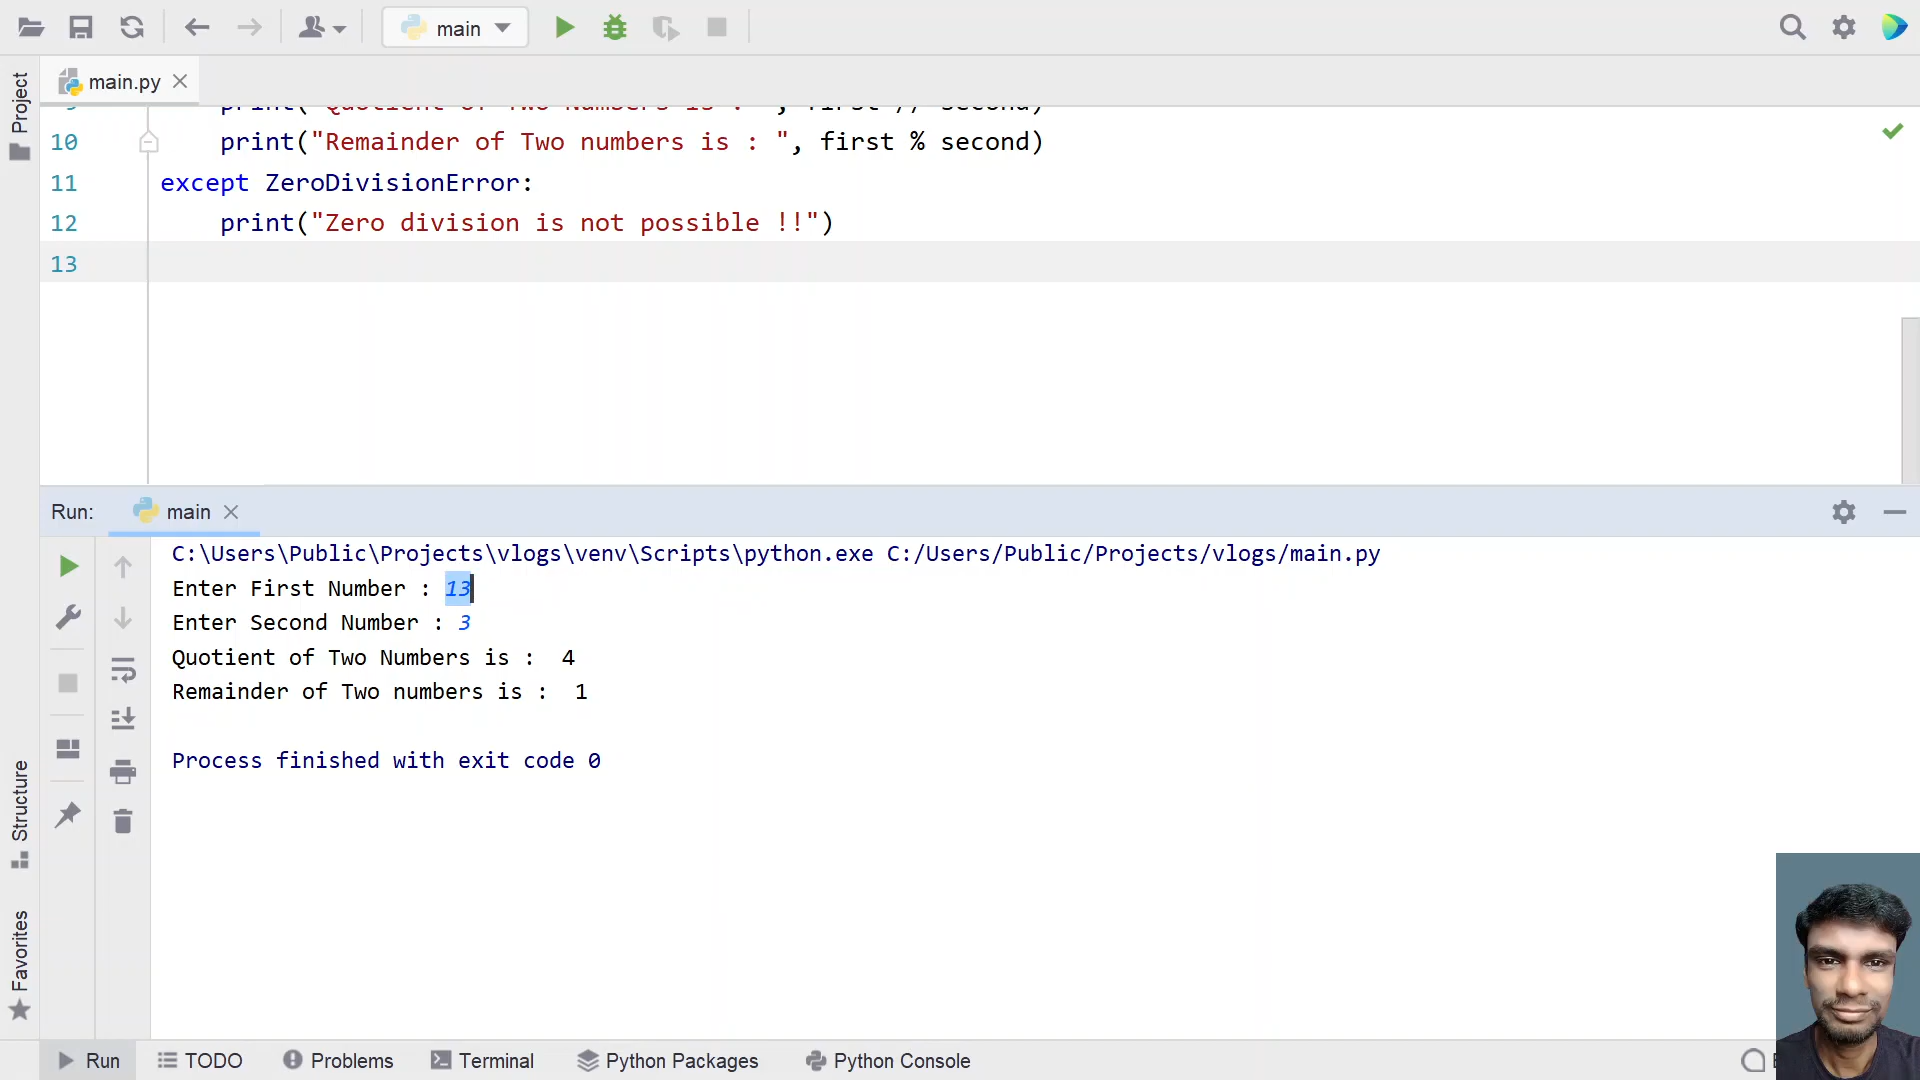 main
Project
main.py
print("Quotient of Two Numbers is : ", first // second)
10 print("Remainder of Two numbers is : ", first % second)
11 except ZeroDivisionError:
12 print("Zero division is not possible !!")
13
Run: main
C:\Users\Public\Projects\vlogs\venv\Scripts\python.exe C:/Users/Public/Projects/vlogs/main.py
Enter First Number : 13
Enter Second Number : 3
Quotient of Two Numbers is :  4
Remainder of Two numbers is :  1
Process finished with exit code 0
Structure
Favorites
Run TODO Problems Terminal Python Packages Python Console